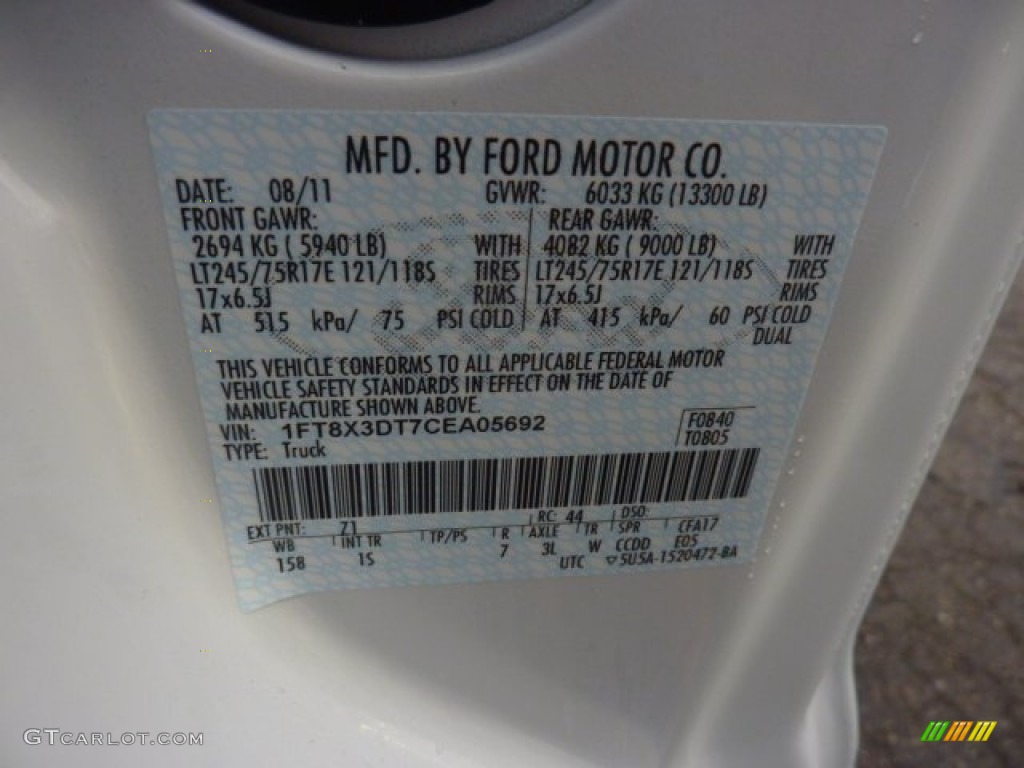 MFD. BY FORD MOTOR CO.
DATE: 08/11 GVWR: 6033 KG (13300 LB)
FRONT GAWR: REAR GAWR:
2694 KG ( 5940 LB) WITH 4082 KG ( 9000 LB) WITH
LT245/75R17E 121/118S TIRES LT245/75R17E 121/118S TIRES
17x6.5J RIMS 17x6.5J RIMS
AT 515 kPa/ 75 PSI COLD AT 415 kPa/ 60 PSI COLD
DUAL
THIS VEHICLE CONFORMS TO ALL APPLICABLE FEDERAL MOTOR
VEHICLE SAFETY STANDARDS IN EFFECT ON THE DATE OF
MANUFACTURE SHOWN ABOVE.
VIN: 1FT8X3DT7CEA05692 F0840
TYPE: Truck T0805
EXT PNT: Z1 RC: 44 DSO:
WB INT TR TP/PS R AXLE TR SPR CFA17
158 1S 7 3L W CCDD E05
UTC ▽5U5A-1520472-BA
GTCARLOT.COM